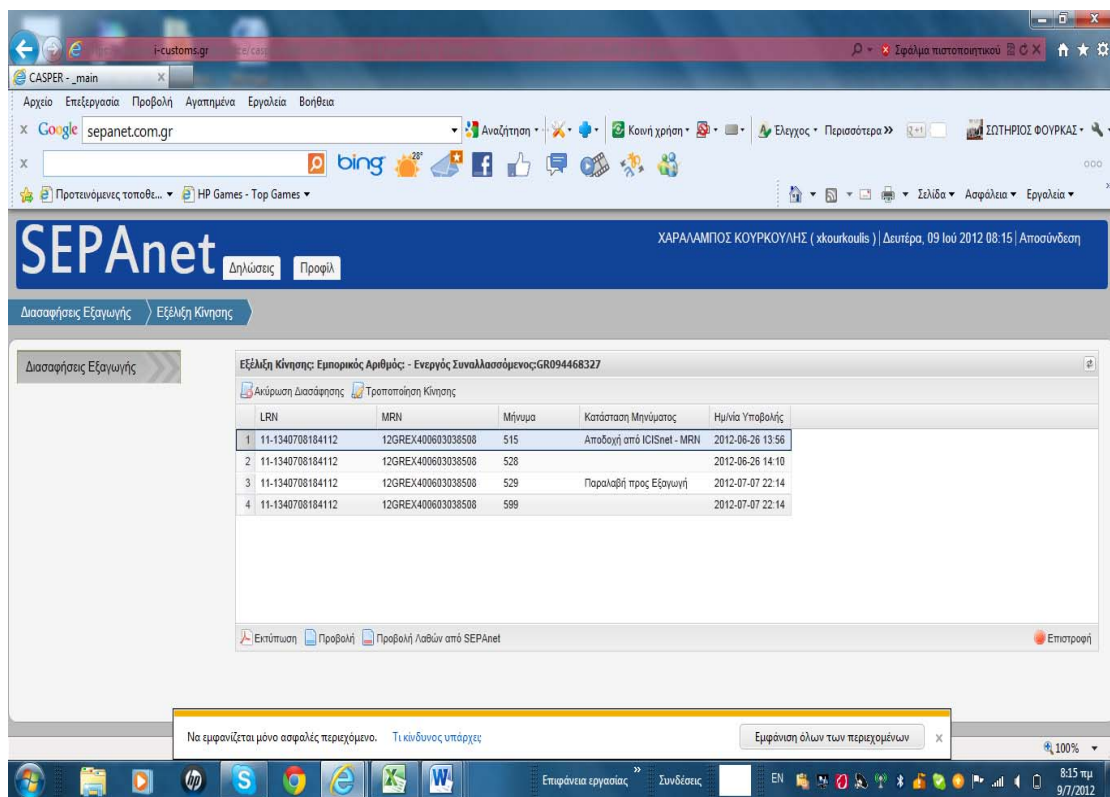 i-customs.gr
Σφάλμα πιστοποιητικού
CASPER - _main
Αρχείο Επεξεργασία Προβολή Αγαπημένα Εργαλεία Βοήθεια
x Google sepanet.com.gr Αναζήτηση Κοινή χρήση Έλεγχος Περισσότερα >> ΣΩΤΗΡΙΟΣ ΦΟΥΡΚΑΣ
x bing 28°
Προτεινόμενες τοποθε... HP Games - Top Games Σελίδα Ασφάλεια Εργαλεία
SEPAnet Δηλώσεις Προφίλ
ΧΑΡΑΛΑΜΠΟΣ ΚΟΥΡΚΟΥΛΗΣ ( xkourkoulis ) | Δευτέρα, 09 Ιού 2012 08:15 | Αποσύνδεση
Διασαφήσεις Εξαγωγής Εξέλιξη Κίνησης
Διασαφήσεις Εξαγωγής
Εξέλιξη Κίνησης: Εμπορικός Αριθμός: - Ενεργός Συναλλασσόμενος:GR094468327
Ακύρωση Διασάφησης Τροποποίηση Κίνησης
LRN MRN Μήνυμα Κατάσταση Μηνύματος Ημ/νία Υποβολής
1 11-1340708184112 12GREX400603038508 515 Αποδοχή από ICISnet - MRN 2012-06-26 13:56
2 11-1340708184112 12GREX400603038508 528 2012-06-26 14:10
3 11-1340708184112 12GREX400603038508 529 Παραλαβή προς Εξαγωγή 2012-07-07 22:14
4 11-1340708184112 12GREX400603038508 599 2012-07-07 22:14
Εκτύπωση Προβολή Προβολή Λαθών από SEPAnet Επιστροφή
Να εμφανίζεται μόνο ασφαλές περιεχόμενο. Τι κίνδυνος υπάρχει; Εμφάνιση όλων των περιεχομένων x
100%
Επιφάνεια εργασίας >> Συνδέσεις EN 8:15 πμ
9/7/2012